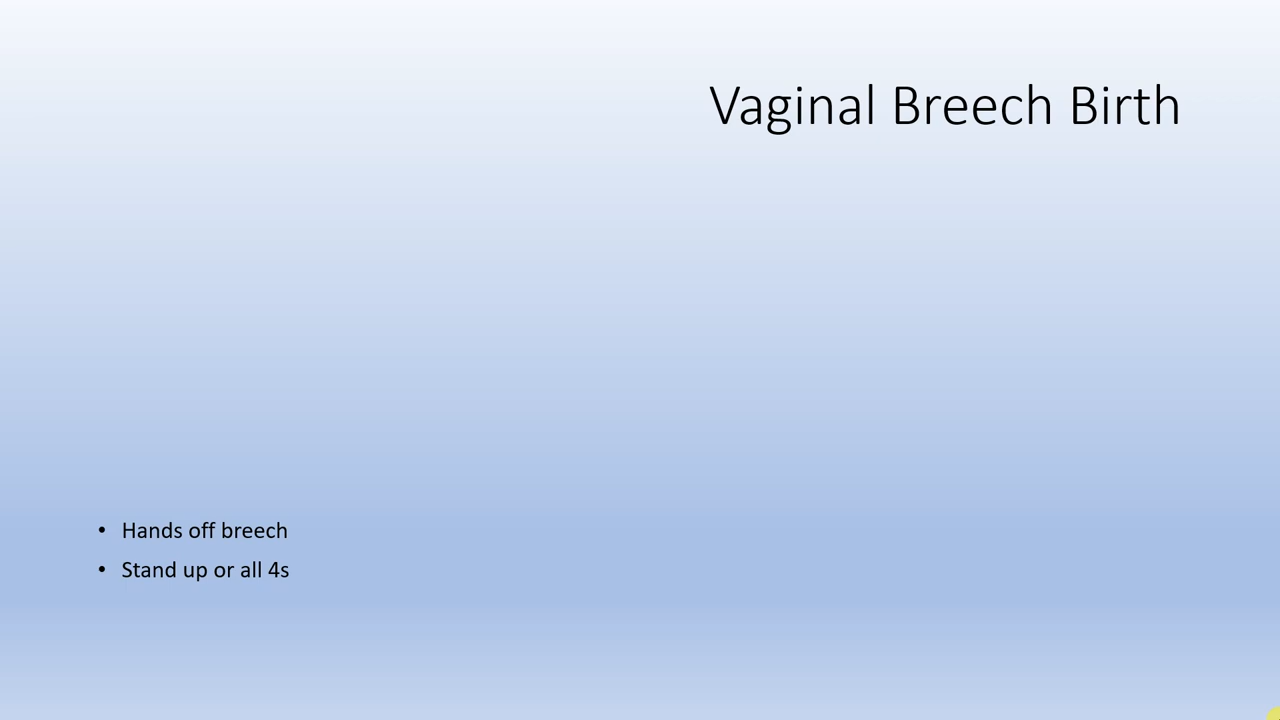 Vaginal Breech Birth
• Hands off breech
• Stand up or all 4s